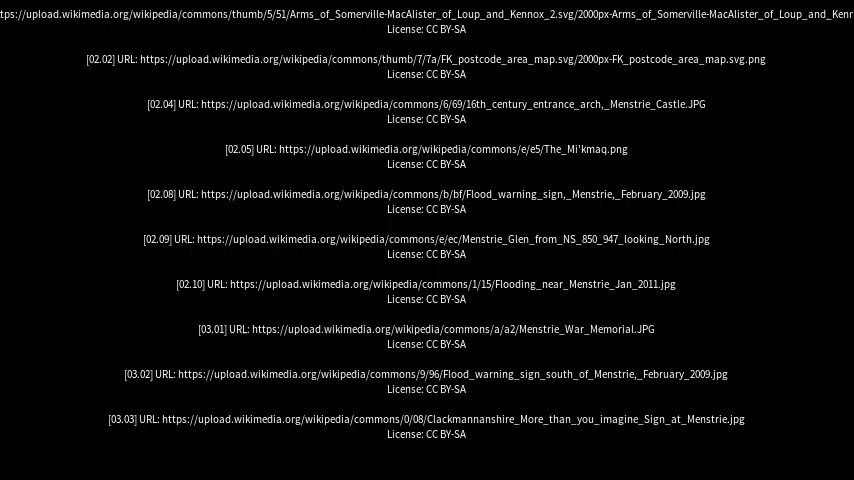 tps://upload.wikimedia.org/wikipedia/commons/thumb/5/51/Arms_of_Somerville-MacAlister_of_Loup_and_Kennox_2.svg/2000px-Arms_of_Somerville-MacAlister_of_Loup_and_Kenr
License: CC BY-SA
[02.02] URL: https://upload.wikimedia.org/wikipedia/commons/thumb/7/7a/FK_postcode_area_map.svg/2000px-FK_postcode_area_map.svg.png
License: CC BY-SA
[02.04] URL: https://upload.wikimedia.org/wikipedia/commons/6/69/16th_century_entrance_arch,_Menstrie_Castle.JPG
License: CC BY-SA
[02.05] URL: https://upload.wikimedia.org/wikipedia/commons/e/e5/The_Mi'kmaq.png
License: CC BY-SA
[02.08] URL: https://upload.wikimedia.org/wikipedia/commons/b/bf/Flood_warning_sign,_Menstrie,_February_2009.jpg
License: CC BY-SA
[02.09] URL: https://upload.wikimedia.org/wikipedia/commons/e/ec/Menstrie_Glen_from_NS_850_947_looking_North.jpg
License: CC BY-SA
[02.10] URL: https://upload.wikimedia.org/wikipedia/commons/1/15/Flooding_near_Menstrie_Jan_2011.jpg
License: CC BY-SA
[03.01] URL: https://upload.wikimedia.org/wikipedia/commons/a/a2/Menstrie_War_Memorial.JPG
License: CC BY-SA
[03.02] URL: https://upload.wikimedia.org/wikipedia/commons/9/96/Flood_warning_sign_south_of_Menstrie,_February_2009.jpg
License: CC BY-SA
[03.03] URL: https://upload.wikimedia.org/wikipedia/commons/0/08/Clackmannanshire_More_than_you_imagine_Sign_at_Menstrie.jpg
License: CC BY-SA